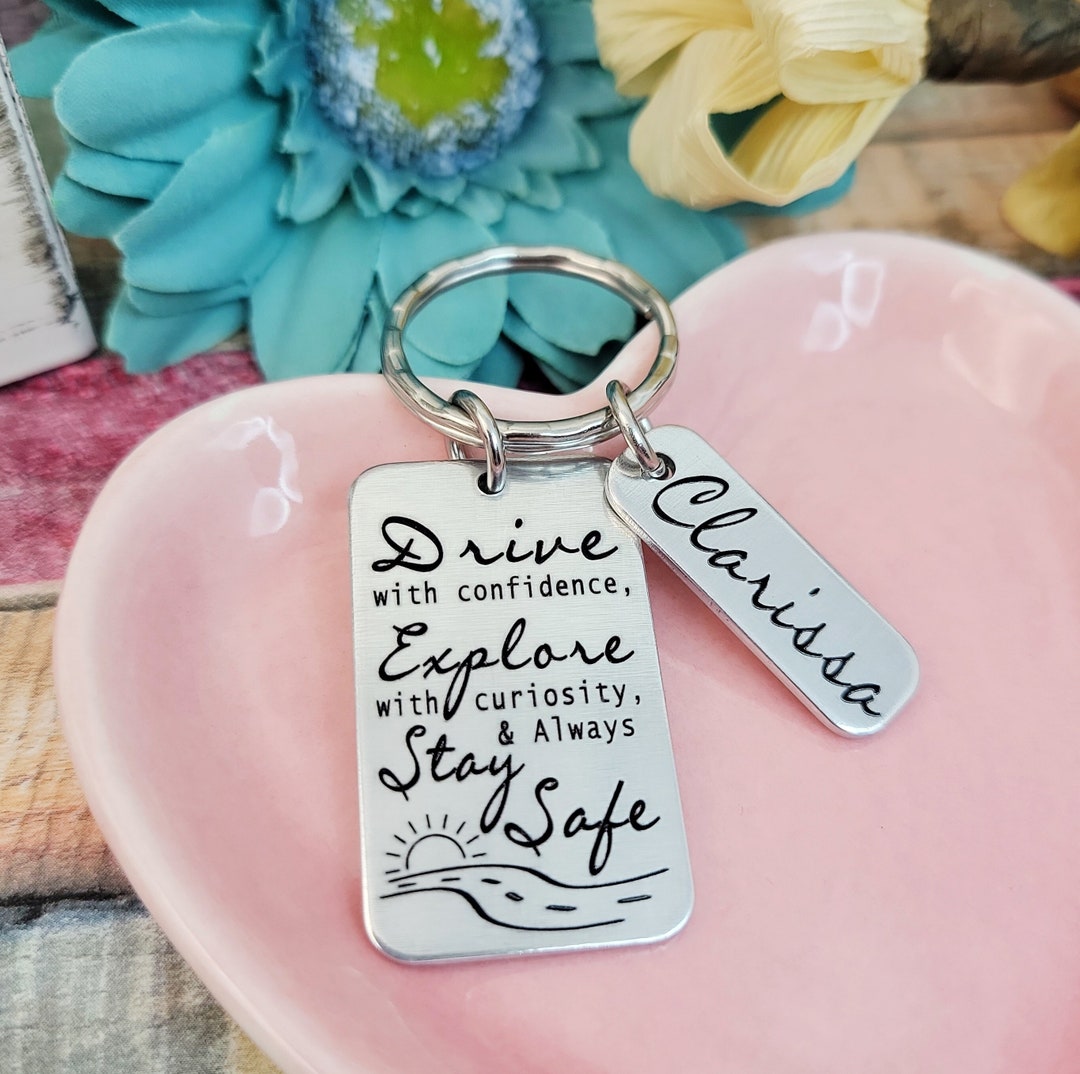 Drive
with confidence,
Explore
with curiosity,
& Always
Stay
Safe
Clarissa